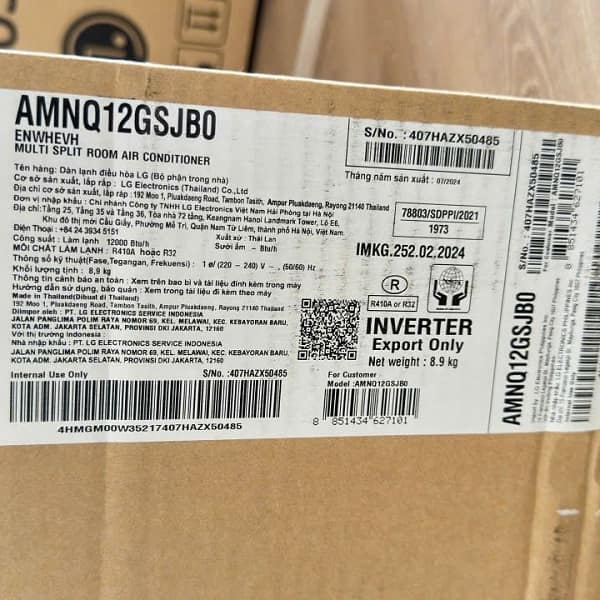 AMNQ12GSJB0
ENWHEVH
MULTI SPLIT ROOM AIR CONDITIONER
Tên hàng: Dàn lạnh điều hòa LG (Bộ phận trong nhà)
Cơ sở sản xuất, lắp ráp : LG Electronics (Thailand) Co.,Ltd
Địa chỉ cơ sở sản xuất, lắp ráp : 192 Moo 1, Pluakdaeng Road, Tambon Tasith, Ampur Pluakdaeng, Rayong 21140 Thailand
Đơn vị nhập khẩu : Chi nhánh Công ty TNHH LG Electronics Việt Nam Hải Phòng tại Hà Nội
Địa chỉ:Tầng 25, Tầng 35 và Tầng 36, Tòa nhà 72 tầng, Keangnam Hanoi Landmark Tower, Lô E6
Khu đô thị mới Cầu Giấy, Phường Mễ Trì, Quận Nam Từ Liêm, thành phố Hà Nội, Việt Nam.
Điện Thoại : +84 24 3934 5151
Xuất xứ : Thái Lan
Công suất : Làm lạnh 12000 Btu/h Sưởi ấm – Btu/h
MÔI CHẤT LÀM LẠNH : R410A hoặc R32
Thông số kỹ thuật(Fase,Tegangan, Frekuensi) : 1 ø/ (220 – 240) V – , (50/60) Hz
Khối lượng tịnh : 8,9 kg
Thông tin cảnh báo an toàn : Xem trên bao bì và tài liệu đính kèm trong máy
Hướng dẫn sử dụng, bảo quản : Xem trong tài liệu đi kèm theo máy
Made in Thailand(Dibuat di Thailand)
192 Moo 1, Pluakdaeng Road, Tambon Tasith, Ampur Pluakdaeng, Rayong 21140 Thailand
Diimpor oleh : PT. LG ELECTRONICS SERVICE INDONESIA
JALAN PANGLIMA POLIM RAYA NOMOR 69, KEL. MELAWAI, KEC. KEBAYORAN BARU,
KOTA ADM. JAKARTA SELATAN, PROVINSI DKI JAKARTA, 12160
Với thị trường Indonesia :
Nhà nhập khẩu : PT. LG ELECTRONICS SERVICE INDONESIA
JALAN PANGLIMA POLIM RAYA NOMOR 69, KEL. MELAWAI, KEC. KEBAYORAN BARU,
KOTA ADM. JAKARTA SELATAN, PROVINSI DKI JAKARTA, 12160
S/No. : 407HAZX50485
Tháng năm sản xuất : 07/2024
78803/SDPPI/2021
1973
IMKG.252.02.2024
R
R410A or R32
INVERTER
Export Only
Net weight : 8.9 kg
Internal Use Only S/No. :407HAZX50485
4HMGM00W35217407HAZX50485
For Customer :
Model :AMNQ12GSJB0
8 851434 627101
AMNQ12GSJB0
S/No. :407HAZX50485
For Customer :
Model :AMNQ12GSJB0
8 851434 627101
LG